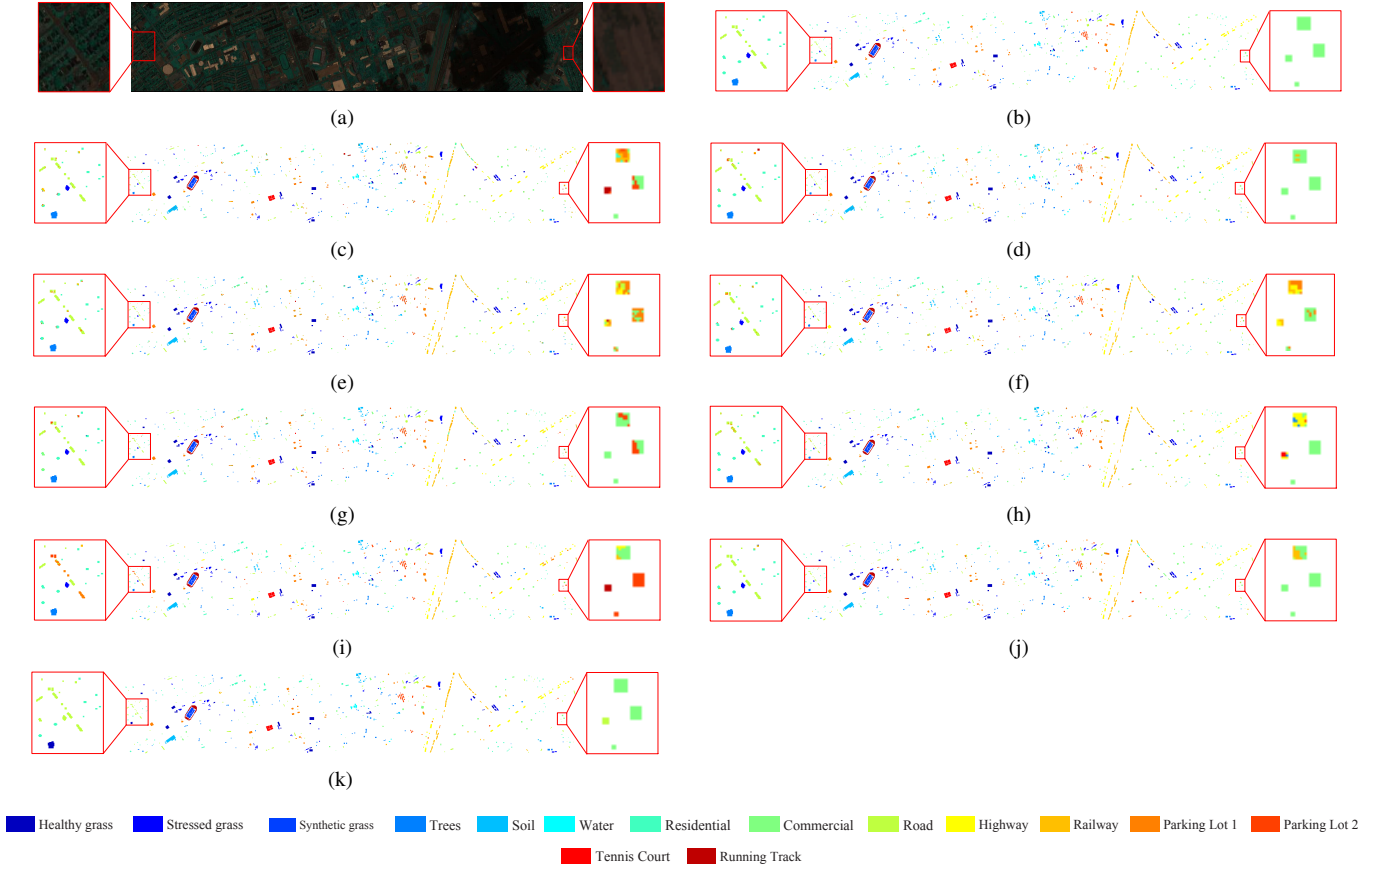 (a)
(b)
(c)
(d)
(e)
(f)
(g)
(h)
(i)
(j)
(k)
Healthy grass Stressed grass Synthetic grass Trees Soil Water Residential Commercial Road Highway Railway Parking Lot 1 Parking Lot 2
Tennis Court Running Track